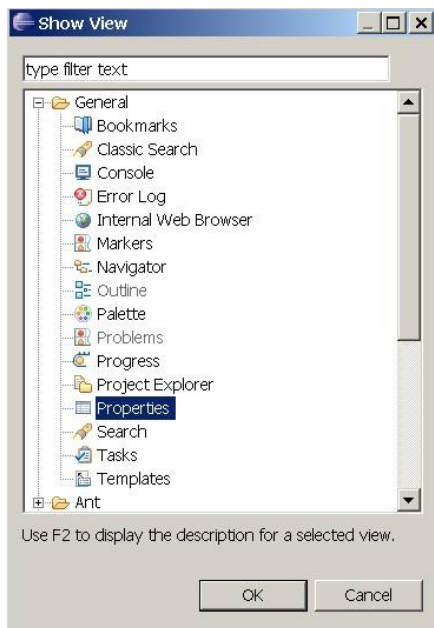 Show View
type filter text
General
Bookmarks
Classic Search
Console
Error Log
Internal Web Browser
Markers
Navigator
Outline
Palette
Problems
Progress
Project Explorer
Properties
Search
Tasks
Templates
Ant
Use F2 to display the description for a selected view.
OK Cancel